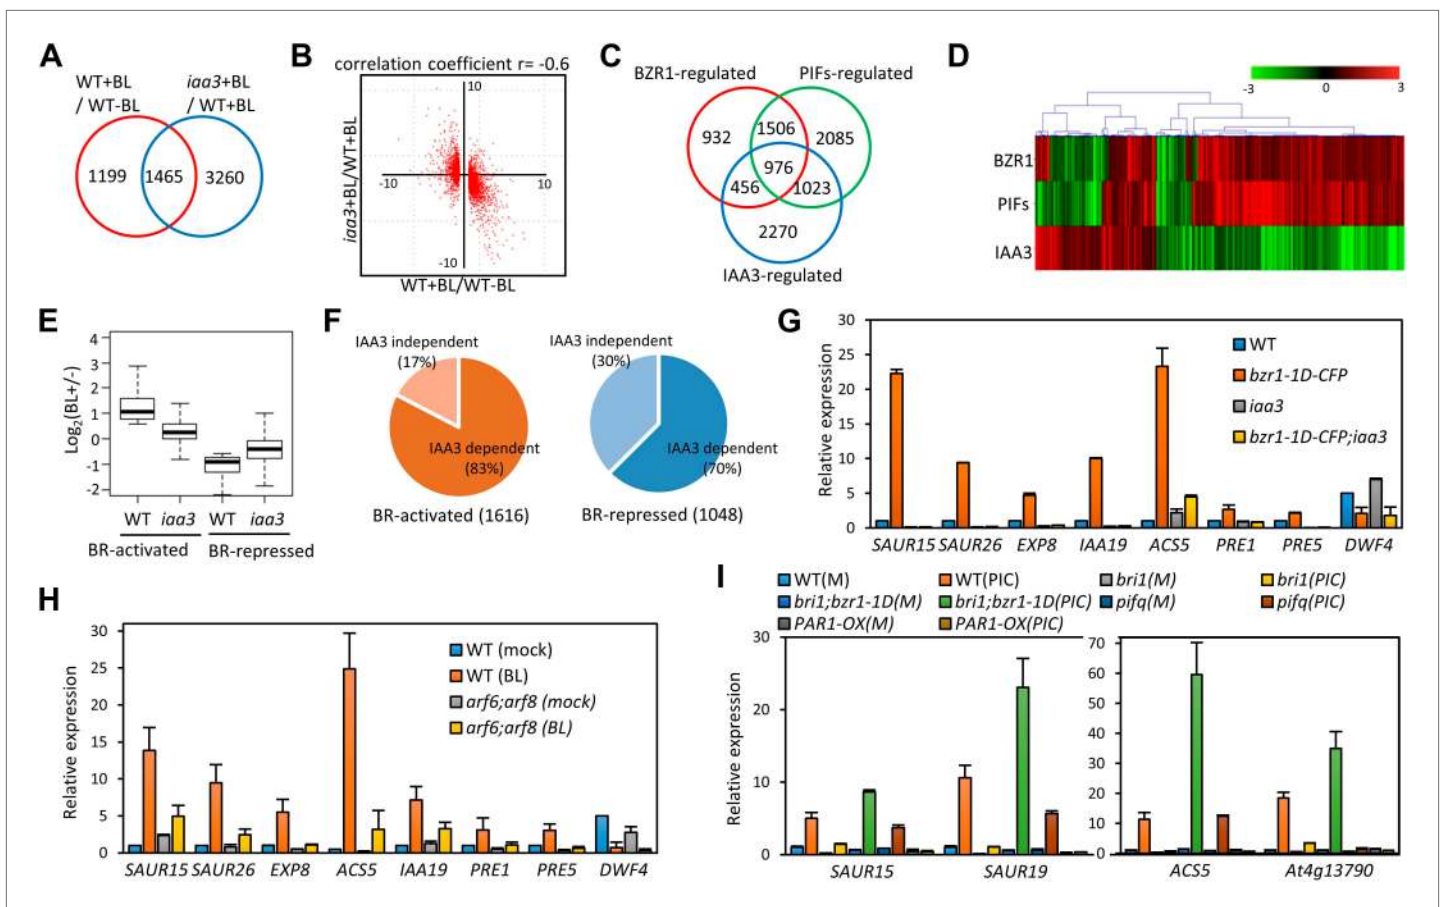 A
WT+BL
/ WT-BL
iaa3+BL
/ WT+BL
1199
1465
3260
B
correlation coefficient r= -0.6
10
-10
10
-10
iaa3+BL/WT+BL
WT+BL/WT-BL
C
BZR1-regulated
PIFs-regulated
932
1506
2085
976
456
1023
2270
IAA3-regulated
D
-3
0
3
BZR1
PIFs
IAA3
E
Log2(BL+/-)
4
3
2
1
0
-1
-2
WT
iaa3
WT
iaa3
BR-activated
BR-repressed
F
IAA3 independent
(17%)
IAA3 dependent
(83%)
BR-activated (1616)
IAA3 independent
(30%)
IAA3 dependent
(70%)
BR-repressed (1048)
G
Relative expression
30
25
20
15
10
5
0
WT
bzr1-1D-CFP
iaa3
bzr1-1D-CFP;iaa3
SAUR15
SAUR26
EXP8
IAA19
ACS5
PRE1
PRE5
DWF4
H
Relative expression
30
25
20
15
10
5
0
WT (mock)
WT (BL)
arf6;arf8 (mock)
arf6;arf8 (BL)
SAUR15
SAUR26
EXP8
ACS5
IAA19
PRE1
PRE5
DWF4
I
WT(M)
WT(PIC)
bri1(M)
bri1(PIC)
bri1;bzr1-1D(M)
bri1;bzr1-1D(PIC)
pifq(M)
pifq(PIC)
PAR1-OX(M)
PAR1-OX(PIC)
Relative expression
30
20
10
0
SAUR15
SAUR19
70
60
50
40
30
20
10
0
ACS5
At4g13790